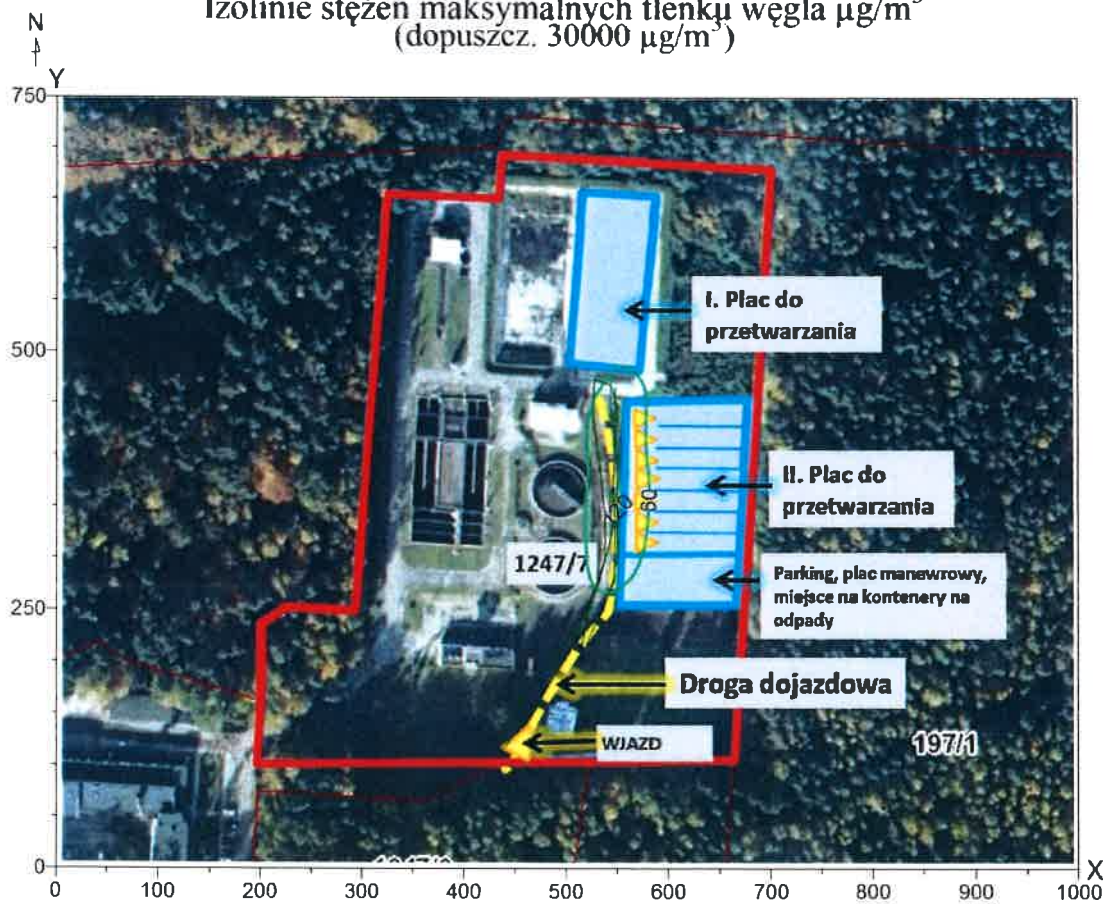 Izolinie stężeń maksymalnych tlenku węgla µg/m³
(dopuszcz. 30000 µg/m³)
N
Y
750
500
250
0
I. Plac do
przetwarzania
II. Plac do
przetwarzania
80
1247/7
Parking, plac manewrowy,
miejsce na kontenery na
odpady
Droga dojazdowa
WJAZD
197/1
0 100 200 300 400 500 600 700 800 900 1000
X